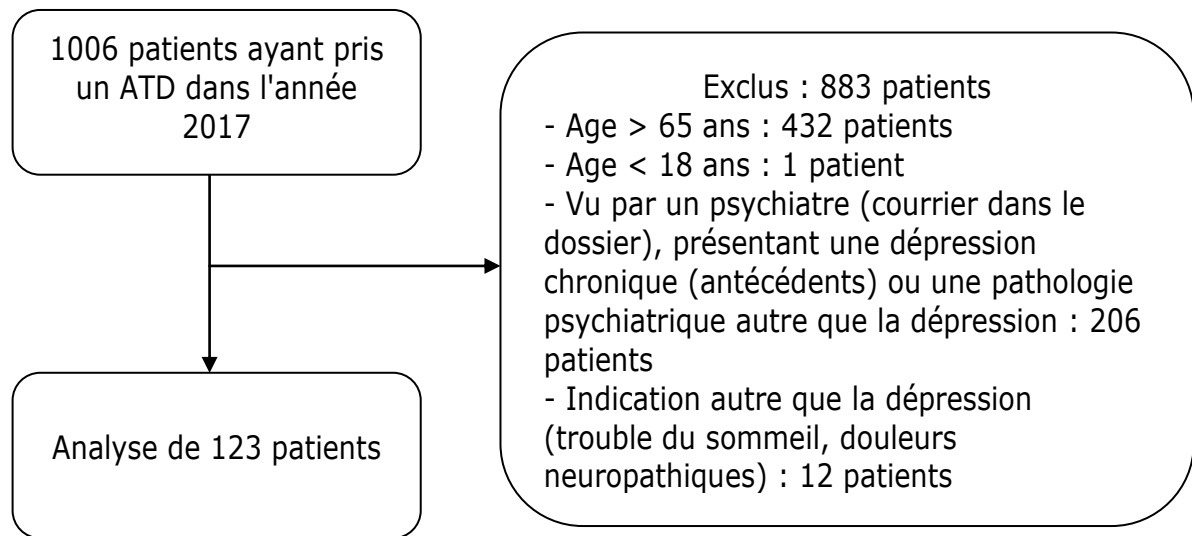 1006 patients ayant pris
un ATD dans l'année
2017
Exclus : 883 patients
- Age > 65 ans : 432 patients
- Age < 18 ans : 1 patient
- Vu par un psychiatre (courrier dans le
dossier), présentant une dépression
chronique (antécédents) ou une pathologie
psychiatrique autre que la dépression : 206
patients
- Indication autre que la dépression
(trouble du sommeil, douleurs
neuropathiques) : 12 patients
Analyse de 123 patients